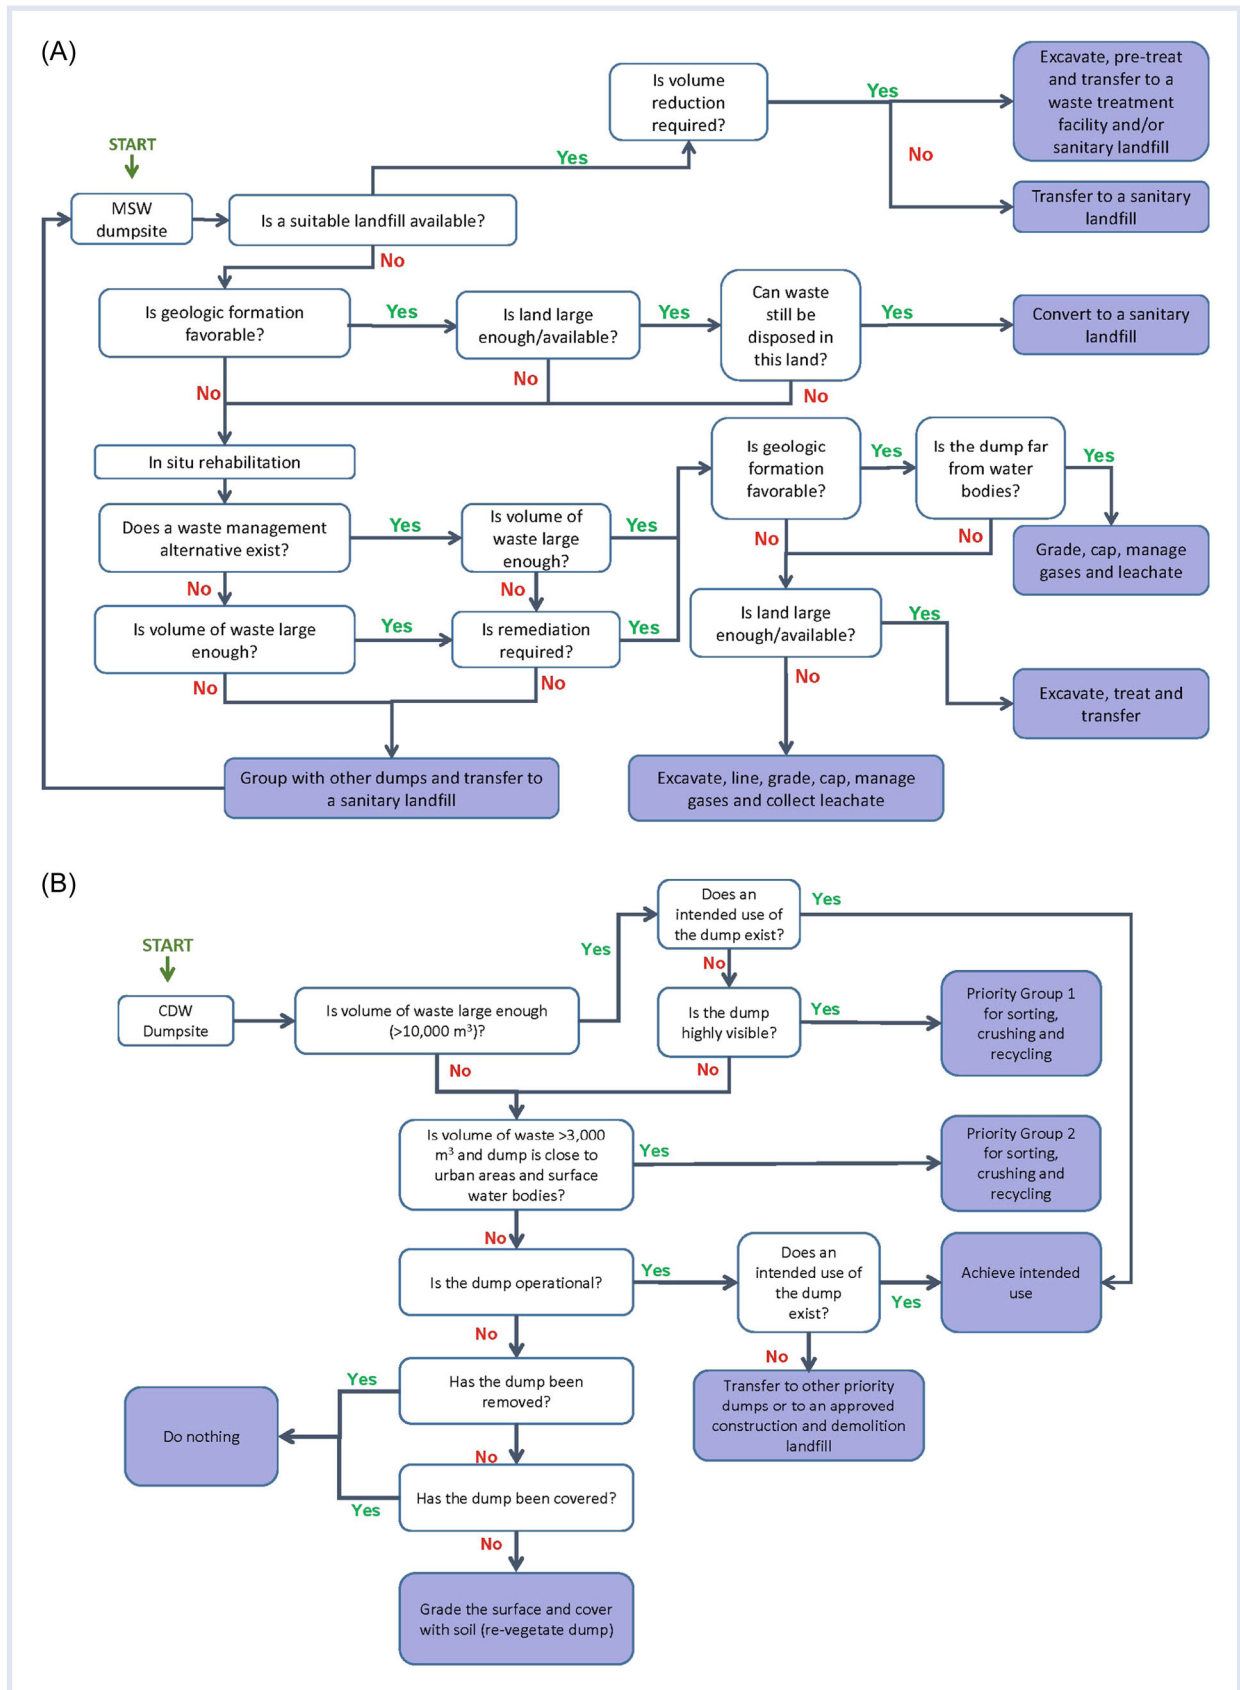 (A)
START
MSW
dumpsite
Is a suitable landfill available?
Yes
Is volume
reduction
required?
Yes
Excavate, pre-treat
and transfer to a
waste treatment
facility and/or
sanitary landfill
No
Transfer to a sanitary
landfill
No
Is geologic formation
favorable?
Yes
Is land large
enough/available?
Yes
Can waste
still be
disposed in
this land?
Yes
Convert to a sanitary
landfill
No
No
No
In situ rehabilitation
Does a waste management
alternative exist?
Yes
Is volume of
waste large
enough?
Yes
Is geologic
formation
favorable?
Yes
Is the dump far
from water
bodies?
Yes
Grade, cap, manage
gases and leachate
No
No
No
No
Is volume of waste large
enough?
Yes
Is remediation
required?
Yes
Is land large
enough/available?
Yes
Excavate, treat and
transfer
No
No
No
Group with other dumps and transfer to
a sanitary landfill
Excavate, line, grade, cap, manage
gases and collect leachate
(B)
START
CDW
Dumpsite
Is volume of waste large enough
(>10,000 m³)?
Yes
Does an
intended use of
the dump exist?
Yes
No
Is the dump
highly visible?
Yes
Priority Group 1
for sorting,
crushing and
recycling
No
No
Is volume of waste >3,000
m³ and dump is close to
urban areas and surface
water bodies?
Yes
Priority Group 2
for sorting,
crushing and
recycling
No
Is the dump operational?
Yes
Does an
intended use of
the dump
exist?
Yes
Achieve intended
use
No
No
Transfer to other priority
dumps or to an approved
construction and demolition
landfill
Has the dump been
removed?
Yes
Do nothing
No
Has the dump been covered?
Yes
No
Grade the surface and cover
with soil (re-vegetate dump)